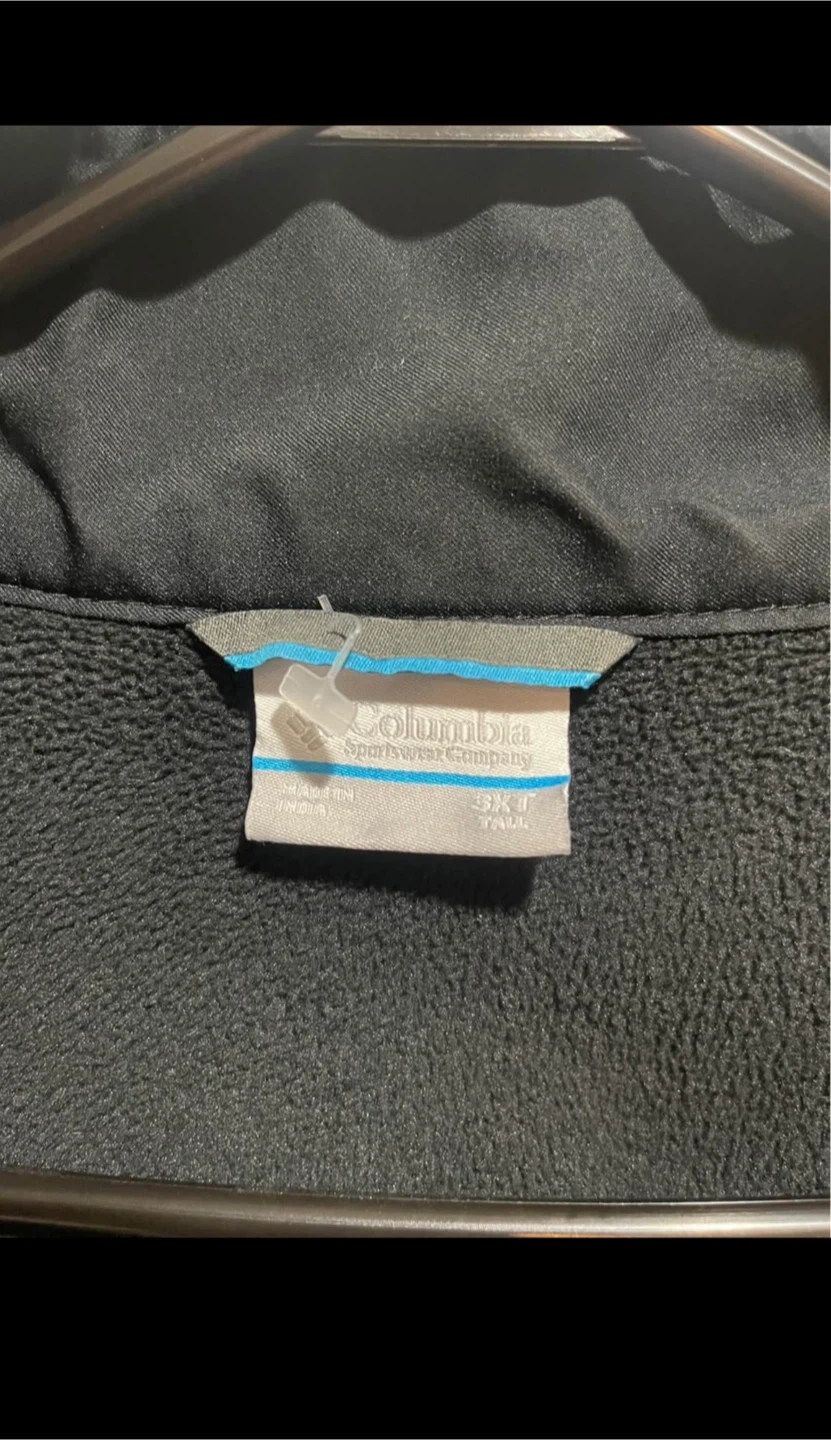 Columbia
Sportswear Company
MADE IN
INDIA
3XT
TALL